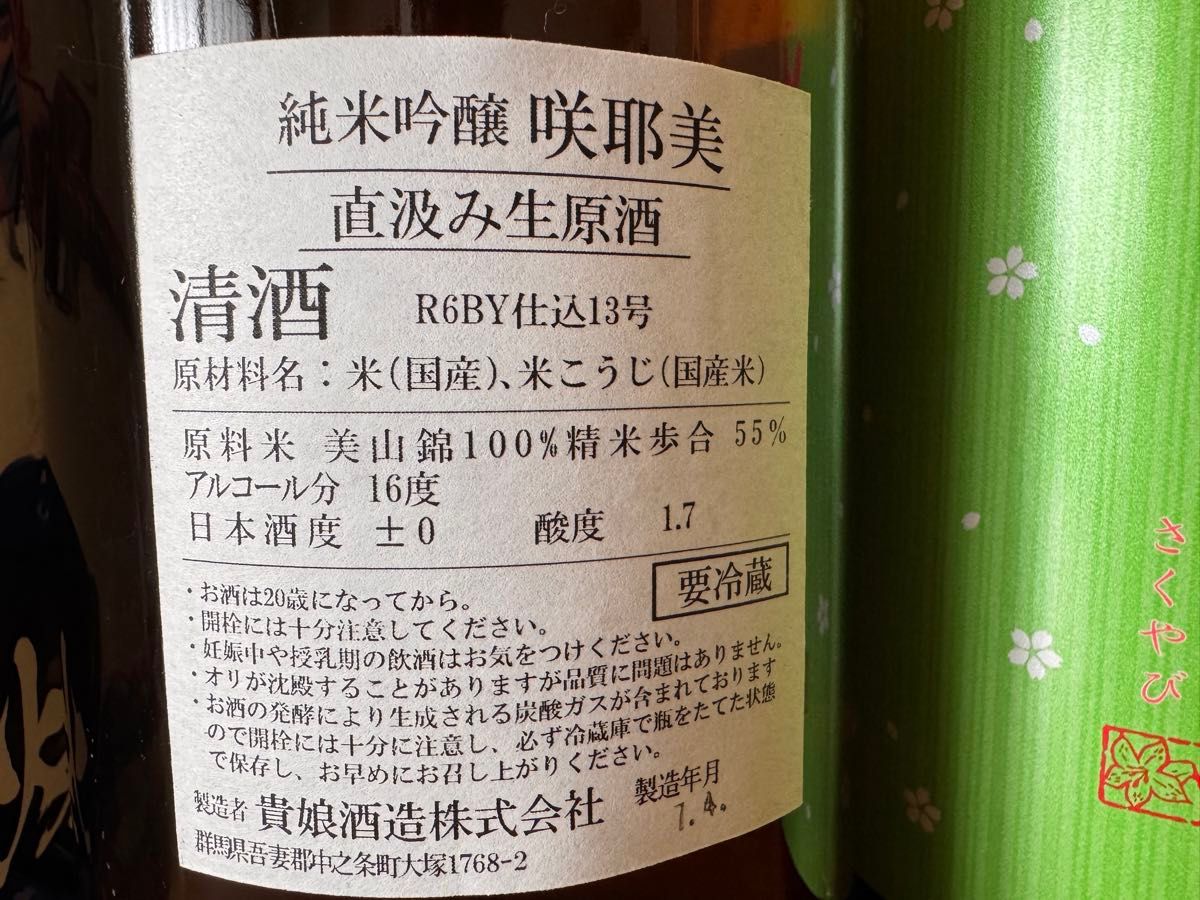 純米吟醸 咲耶美
直汲み生原酒
清酒 R6BY仕込13号
原材料名：米（国産）、米こうじ（国産米）
原料米 美山錦100%精米歩合 55%
アルコール分 16度
日本酒度 ±0 酸度 1.7
要冷蔵
・お酒は20歳になってから。
・開栓には十分注意してください。
・妊娠中や授乳期の飲酒はお気をつけください。
・オリが沈殿することがありますが品質に問題はありません。
・お酒の発酵により生成される炭酸ガスが含まれております
ので開栓には十分に注意し、必ず冷蔵庫で瓶をたてた状態
で保存し、お早めにお召し上がりください。
製造者 貴娘酒造株式会社 製造年月
7.4.
群馬県吾妻郡中之条町大塚1768-2
さくやび